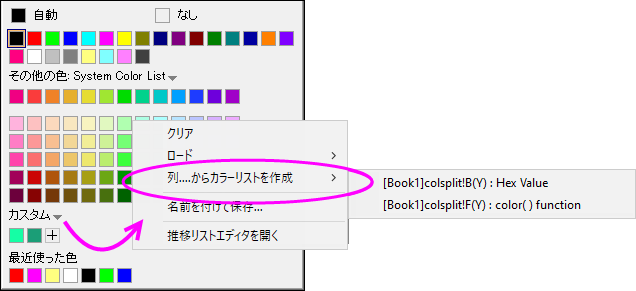 自動 なし
その他の色: System Color List
クリア
ロード
列....からカラーリストを作成
[Book1]colsplit!B(Y) : Hex Value
[Book1]colsplit!F(Y) : color( ) function
名前を付けて保存...
カスタム
推移リストエディタを開く
最近使った色